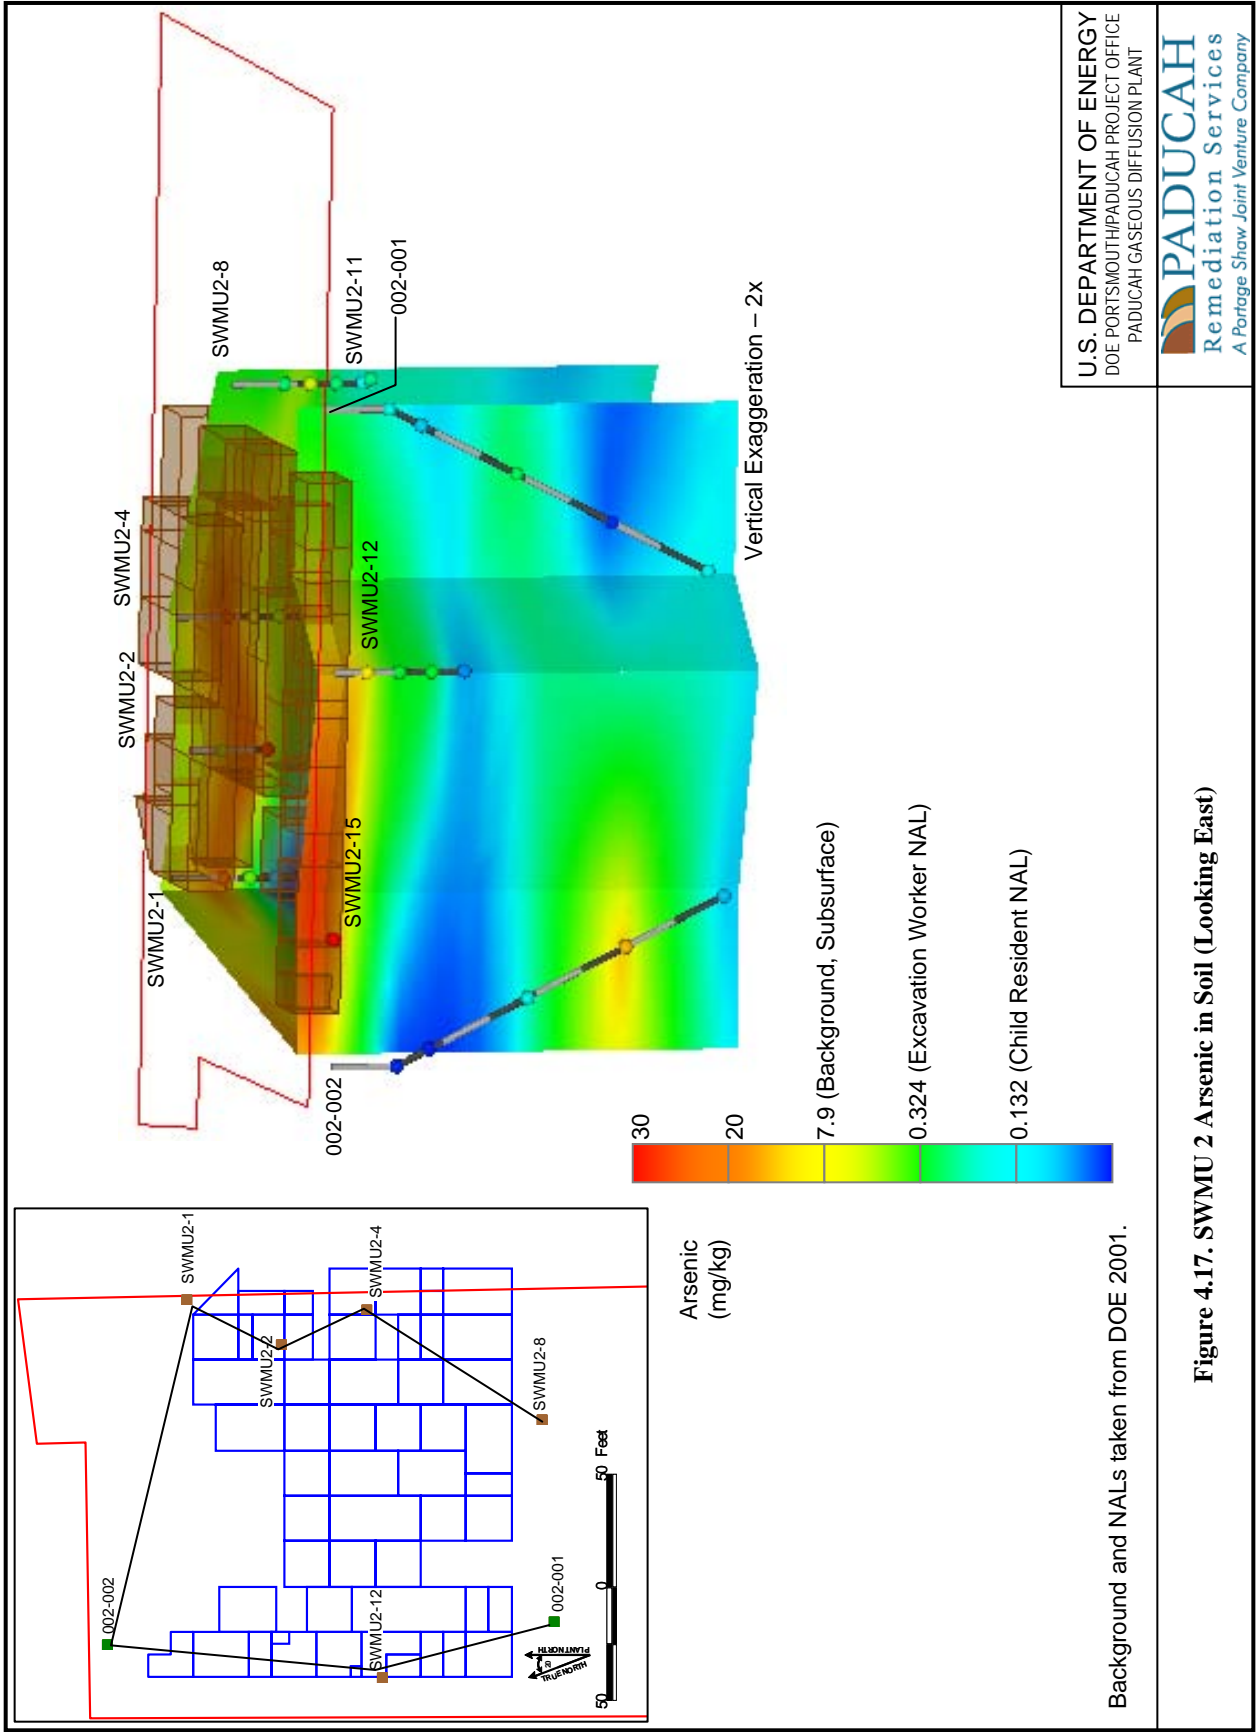 SWMU2-1
SWMU2-2
SWMU2-4
SWMU2-8
SWMU2-11
002-001
SWMU2-12
SWMU2-15
002-002
Vertical Exaggeration – 2x
002-002
SWMU2-1
SWMU2-2
SWMU2-4
SWMU2-8
SWMU2-12
002-001
TRUE NORTH
PLANT NORTH
50 0 50 Feet
Arsenic
(mg/kg)
30
20
7.9 (Background, Subsurface)
0.324 (Excavation Worker NAL)
0.132 (Child Resident NAL)
Background and NALs taken from DOE 2001.
U.S. DEPARTMENT OF ENERGY
DOE PORTSMOUTH/PADUCAH PROJECT OFFICE
PADUCAH GASEOUS DIFFUSION PLANT
PADUCAH
Remediation Services
A Portage Shaw Joint Venture Company
Figure 4.17. SWMU 2 Arsenic in Soil (Looking East)